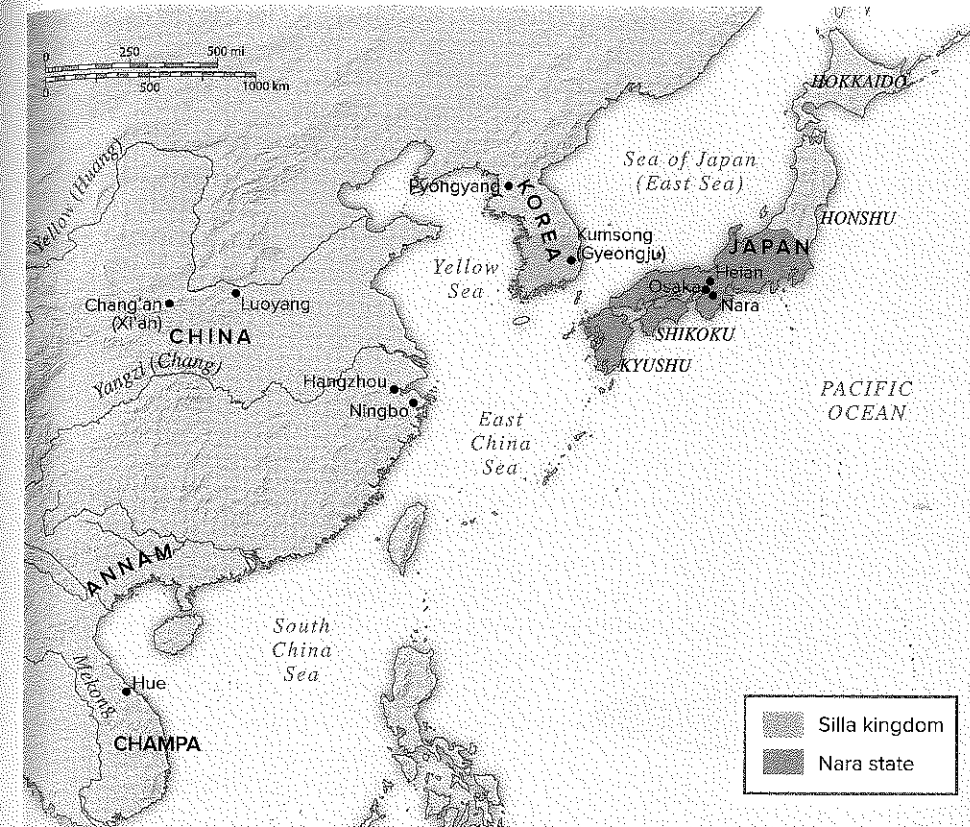 0 250 500 mi
0 500 1000 km
HOKKAIDO
Yellow (Huang)
Sea of Japan
(East Sea)
Pyongyang
KOREA
HONSHU
Kumsong
(Gyeongju)
JAPAN
Yellow
Sea
Heian
Osaka
Nara
Chang'an
(Xi'an)
Luoyang
CHINA
SHIKOKU
KYUSHU
Yangzi (Chang)
Hangzhou
Ningbo
PACIFIC
OCEAN
East
China
Sea
ANNAM
South
China
Sea
Mekong
Hue
CHAMPA
Silla kingdom
Nara state